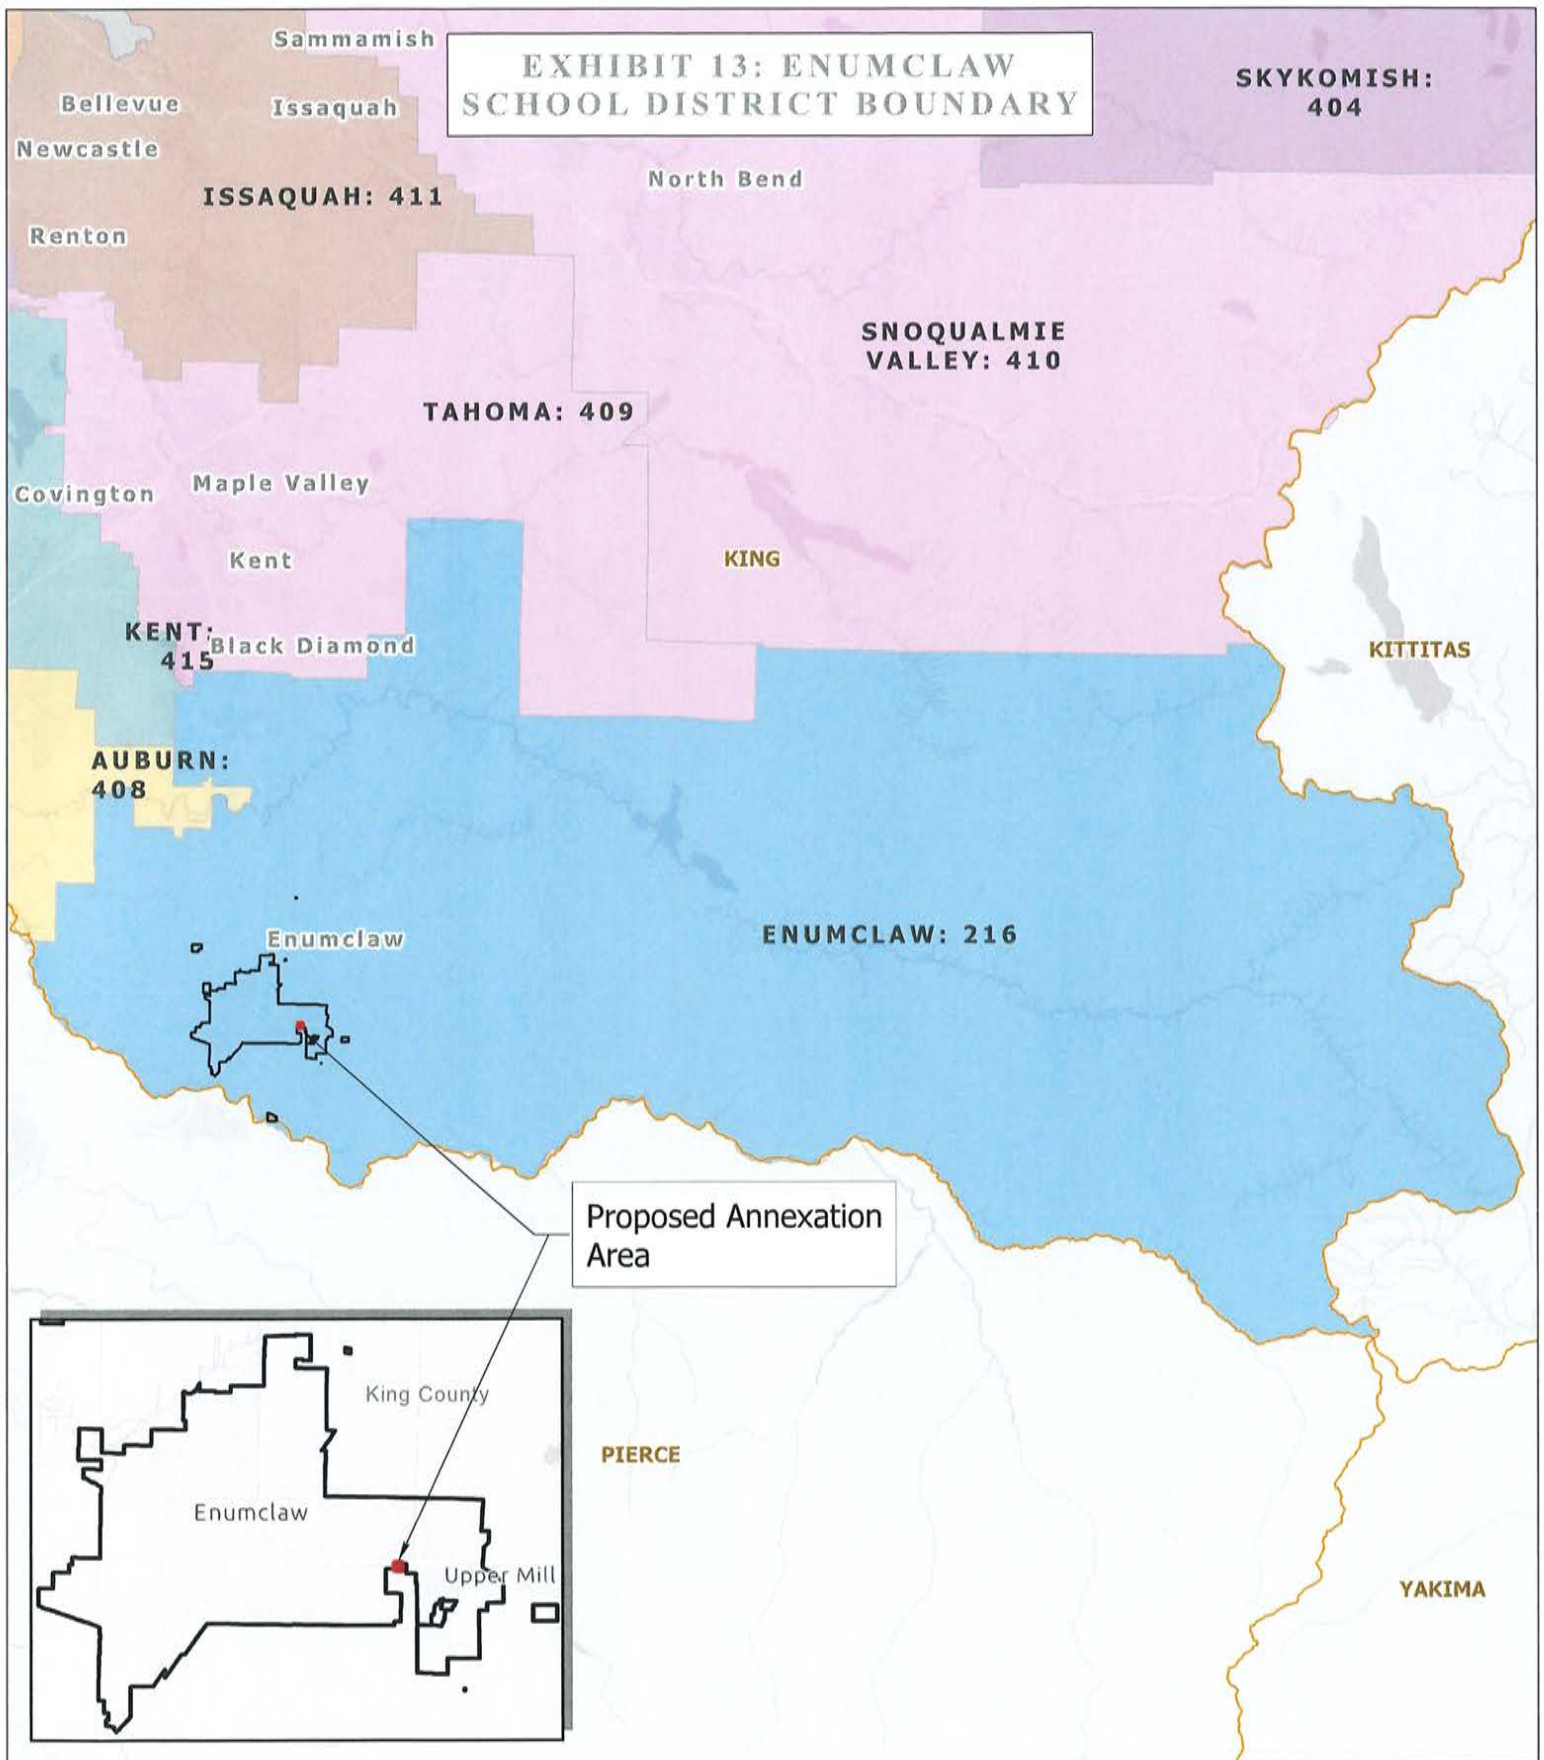 Sammamish
EXHIBIT 13: ENUMCLAW
SCHOOL DISTRICT BOUNDARY
SKYKOMISH:
404
Bellevue
Issaquah
Newcastle
North Bend
ISSAQUAH: 411
Renton
SNOQUALMIE
VALLEY: 410
TAHOMA: 409
Maple Valley
Covington
Kent
KING
KENT:
415
Black Diamond
KITTITAS
AUBURN:
408
Enumclaw
ENUMCLAW: 216
Proposed Annexation
Area
King County
PIERCE
Enumclaw
Upper Mill
YAKIMA